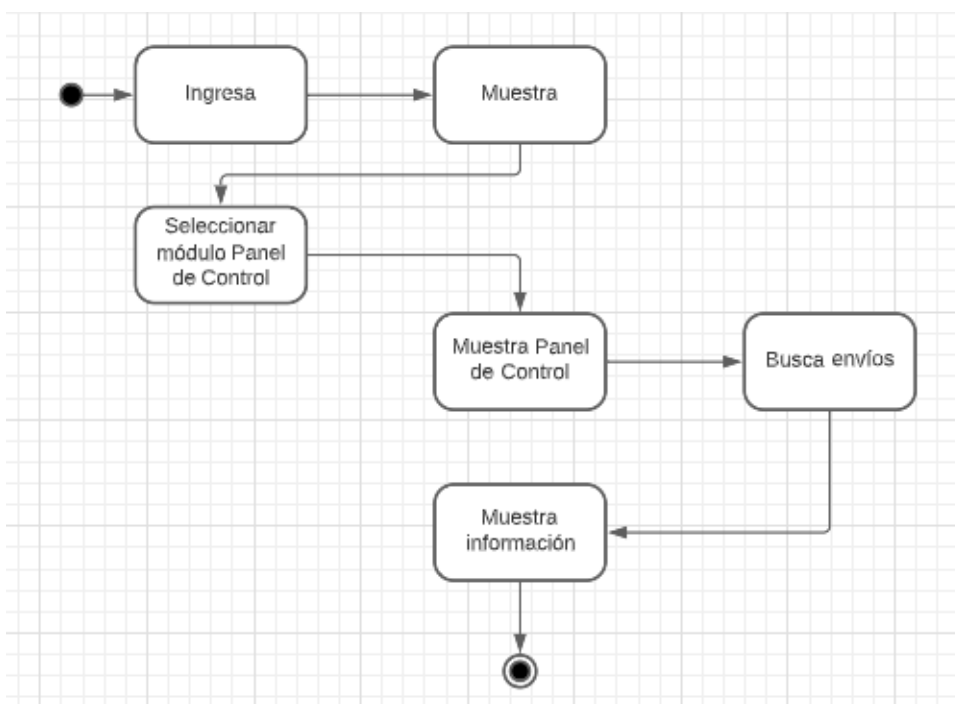 Ingresa
Muestra
Seleccionar
módulo Panel
de Control
Muestra Panel
de Control
Busca envíos
Muestra
información